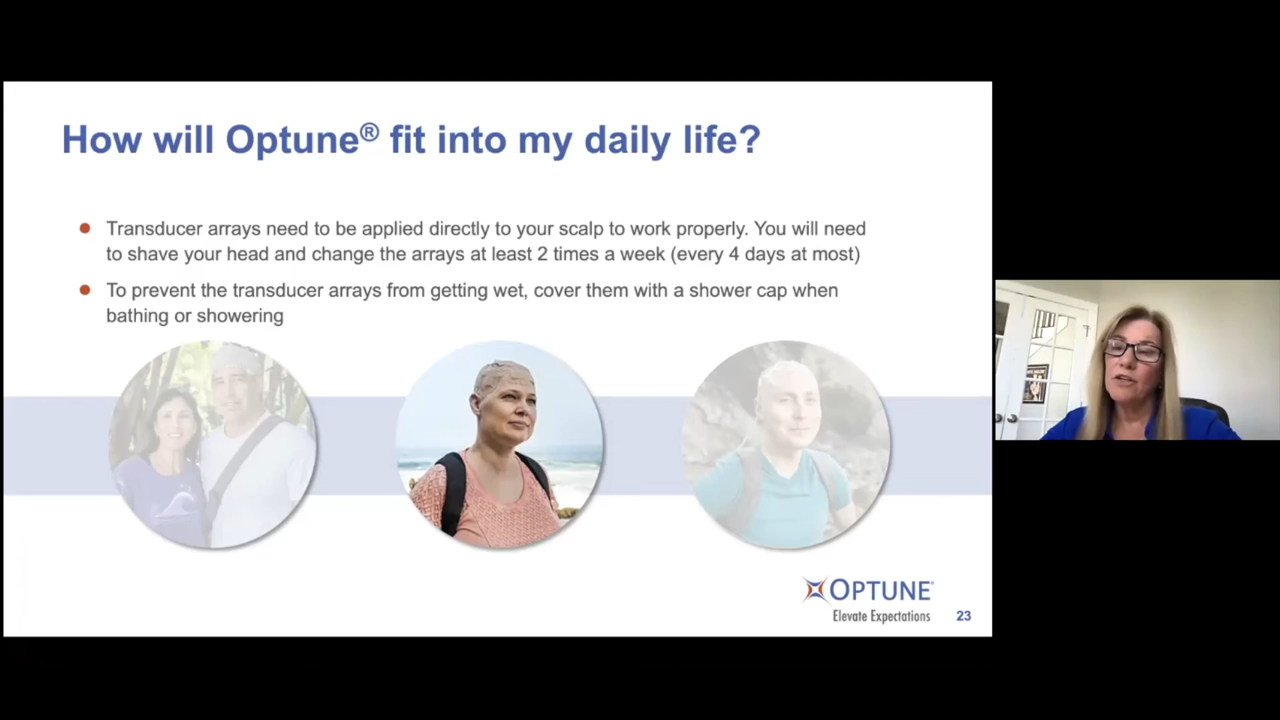 How will Optune® fit into my daily life?
Transducer arrays need to be applied directly to your scalp to work properly. You will need
to shave your head and change the arrays at least 2 times a week (every 4 days at most)
To prevent the transducer arrays from getting wet, cover them with a shower cap when
bathing or showering
OPTUNE®
Elevate Expectations
23